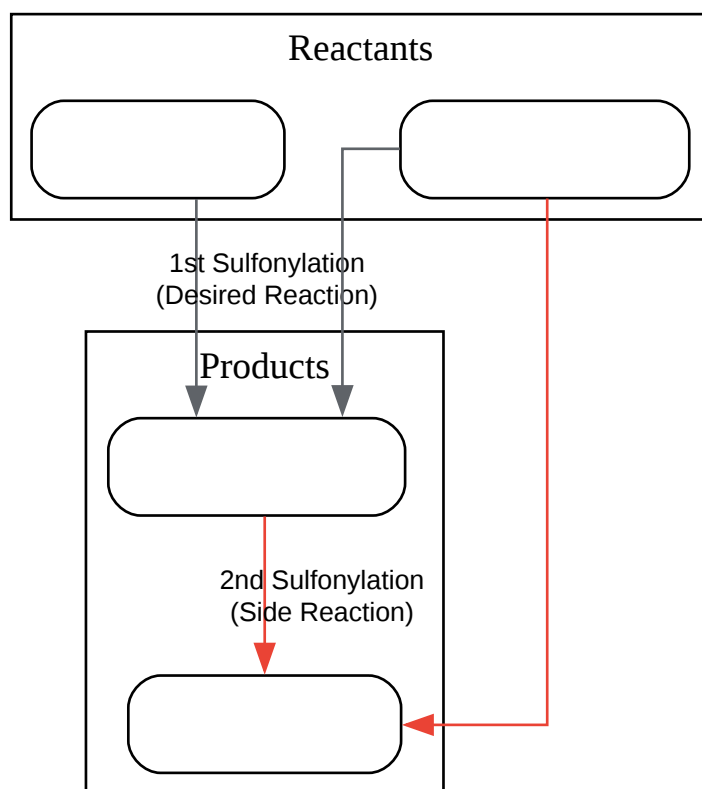 Reactants
1st Sulfonylation
(Desired Reaction)
Products
2nd Sulfonylation
(Side Reaction)